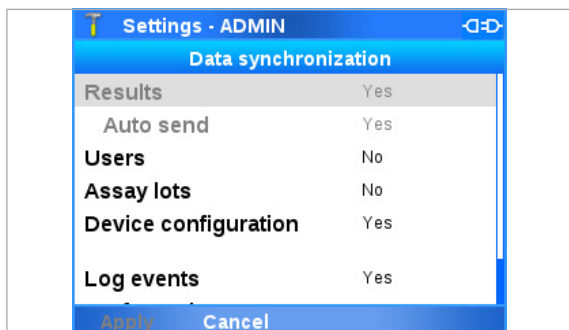 Settings - ADMIN
Data synchronization
Results Yes
Auto send Yes
Users No
Assay lots No
Device configuration Yes
Log events Yes
Apply Cancel